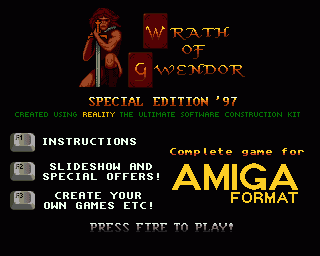 WRATH
OF
GWENDOR
SPECIAL EDITION '97
CREATED USING REALITY THE ULTIMATE SOFTWARE CONSTRUCTION KIT
F1 INSTRUCTIONS
F2 SLIDESHOW AND
SPECIAL OFFERS!
F3 CREATE YOUR
OWN GAMES ETC!
Complete game for
AMIGA
FORMAT
PRESS FIRE TO PLAY!